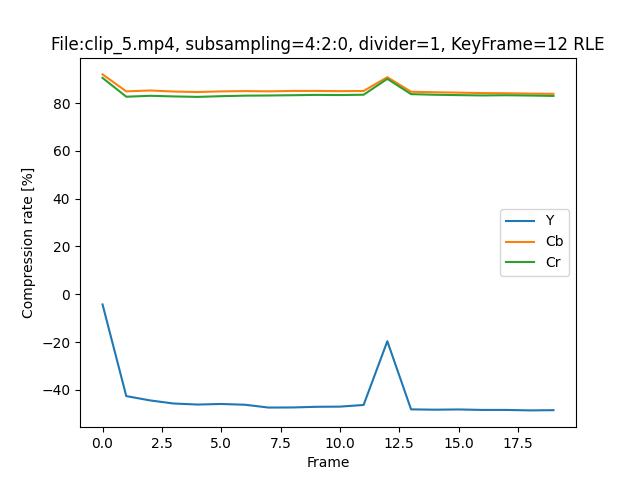 File:clip_5.mp4, subsampling=4:2:0, divider=1, KeyFrame=12 RLE
Compression rate [%]
80
60
40
20
0
−20
−40
Y
Cb
Cr
0.0 2.5 5.0 7.5 10.0 12.5 15.0 17.5
Frame